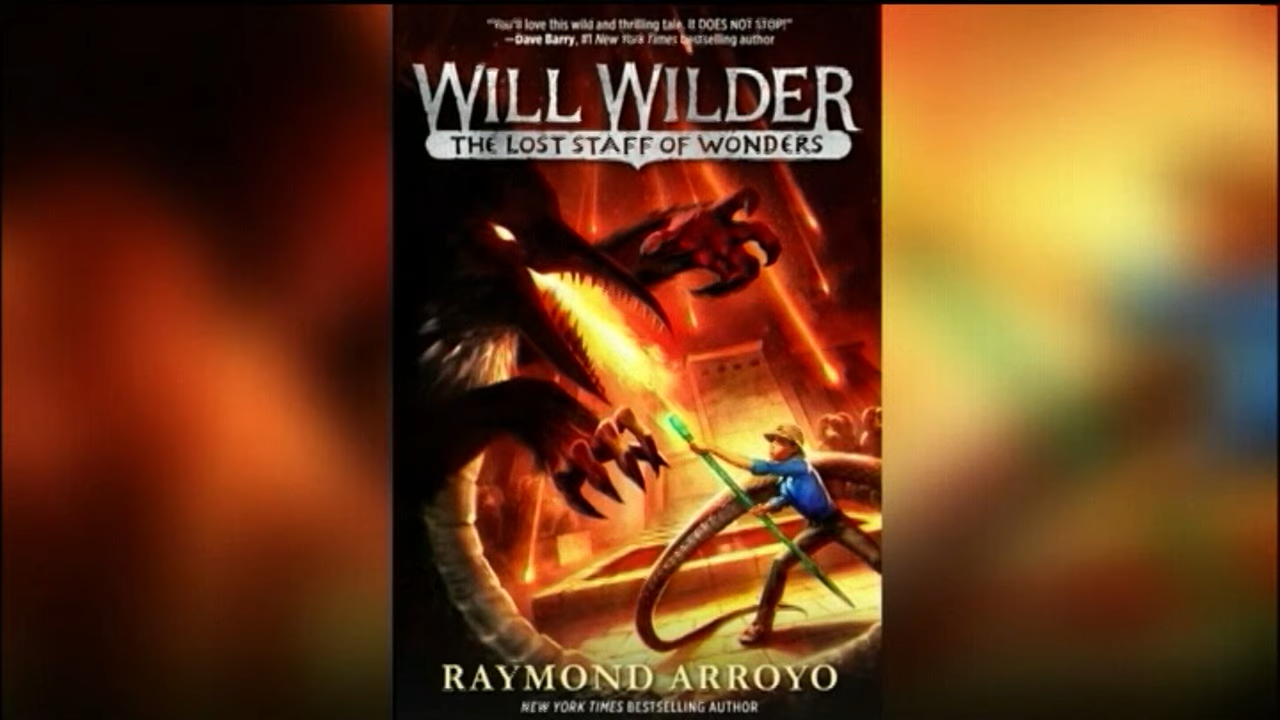 "You'll love this wild and thrilling tale. It DOES NOT STOP!"
—Dave Barry, #1 New York Times bestselling author
WILL WILDER
THE LOST STAFF OF WONDERS
RAYMOND ARROYO
NEW YORK TIMES BESTSELLING AUTHOR